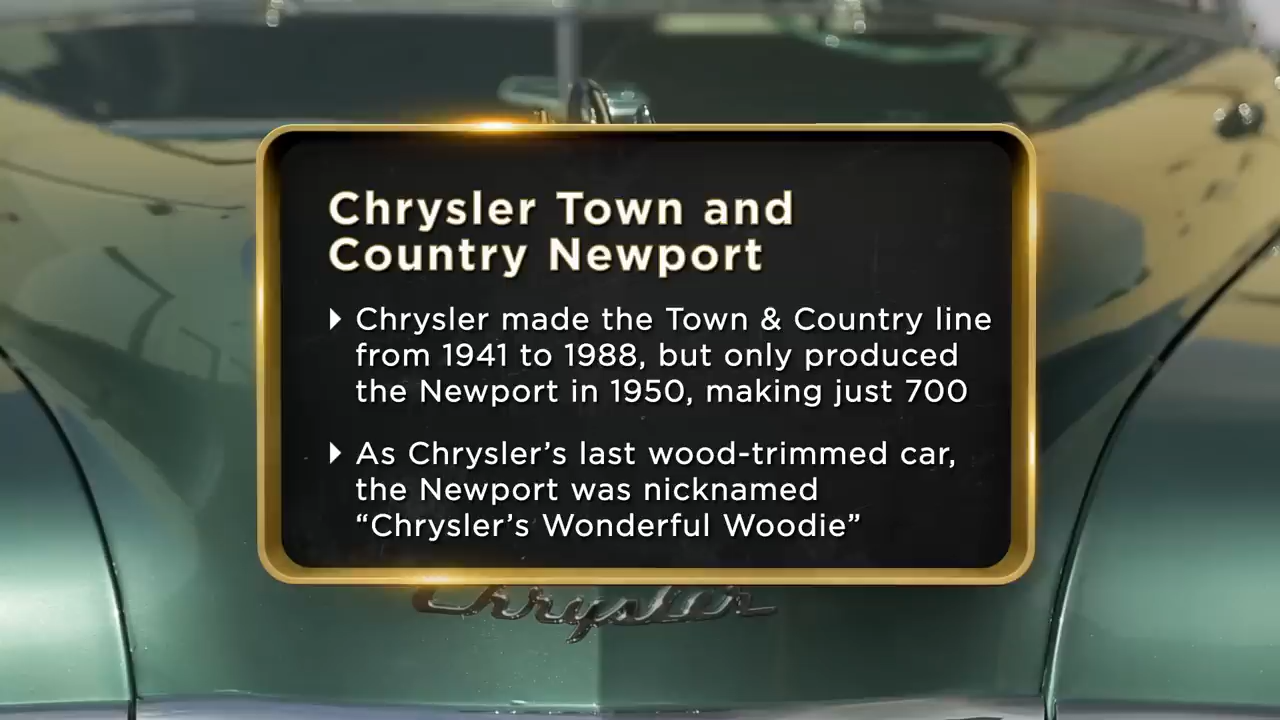 Chrysler Town and
Country Newport
Chrysler made the Town & Country line
from 1941 to 1988, but only produced
the Newport in 1950, making just 700
As Chrysler’s last wood-trimmed car,
the Newport was nicknamed
“Chrysler’s Wonderful Woodie”
Chrysler